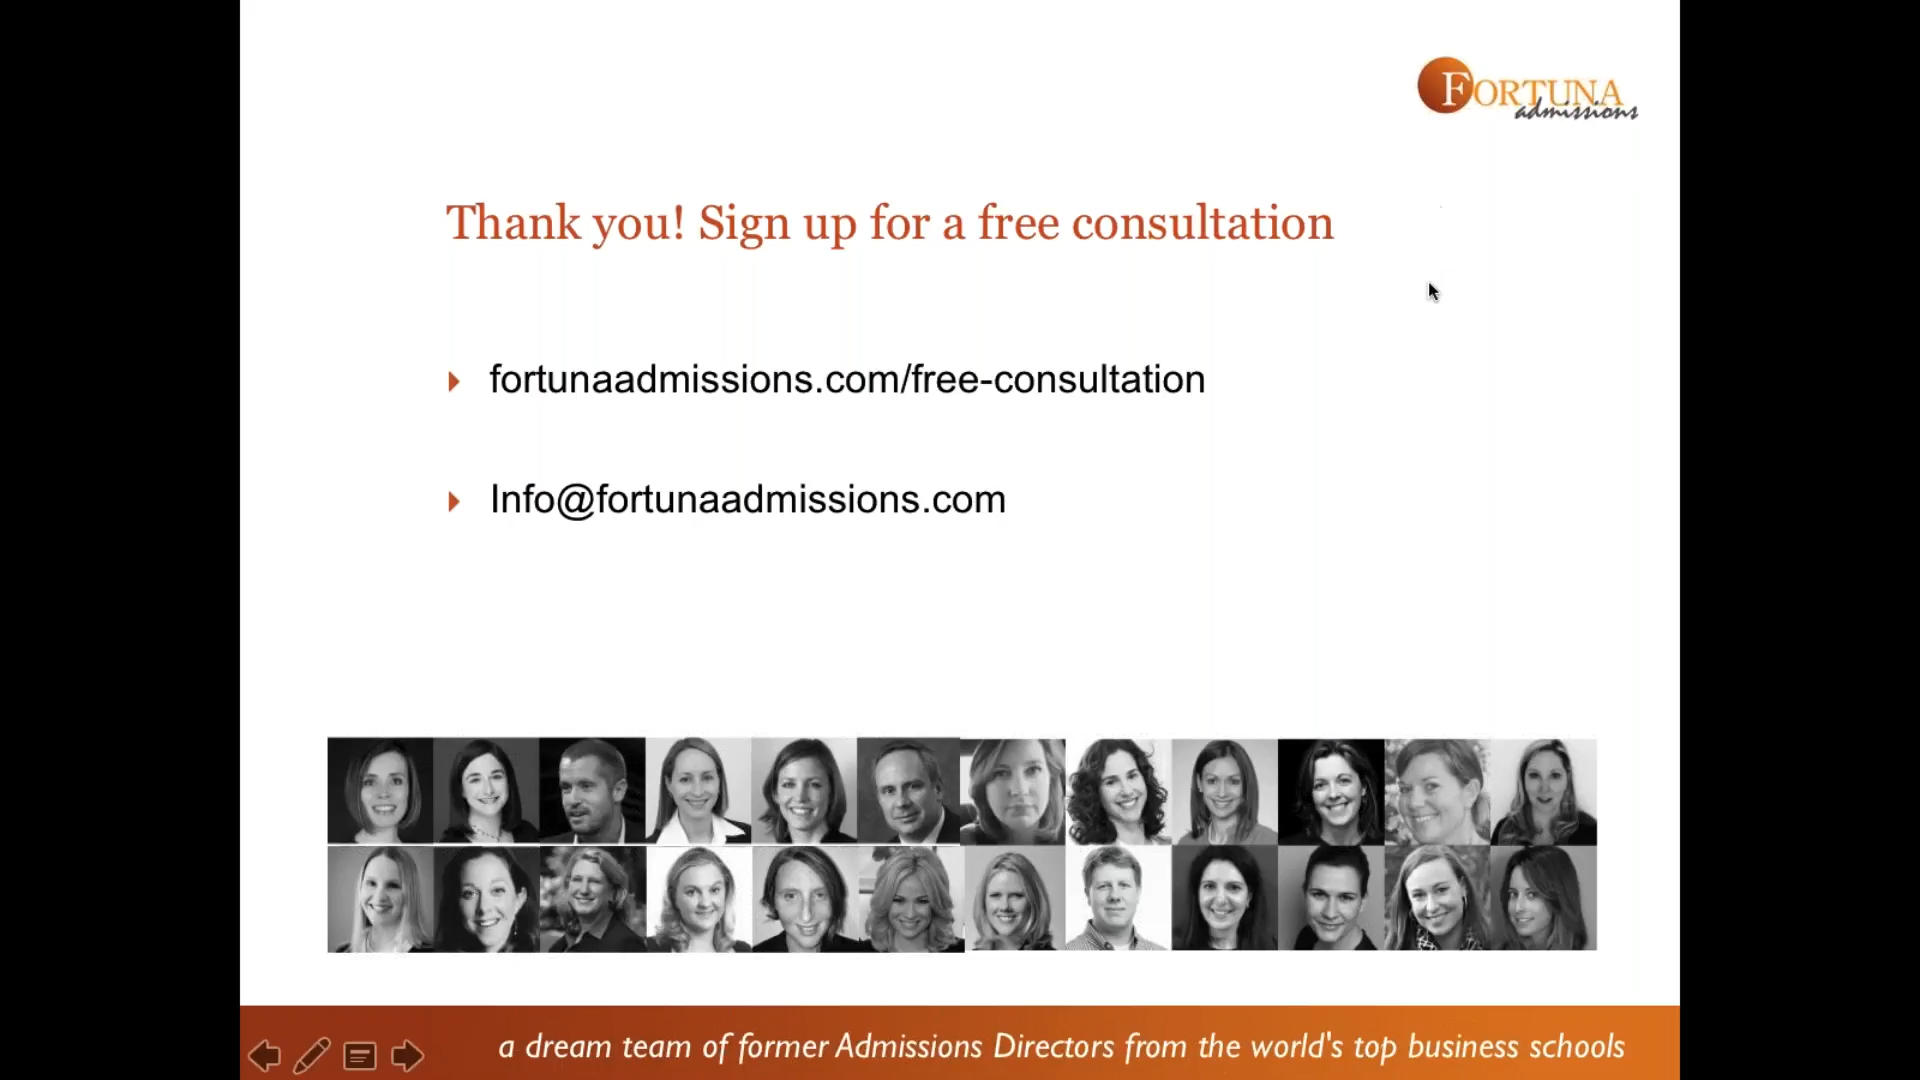 FORTUNA
admissions
Thank you! Sign up for a free consultation
fortunaadmissions.com/free-consultation
Info@fortunaadmissions.com
a dream team of former Admissions Directors from the world's top business schools